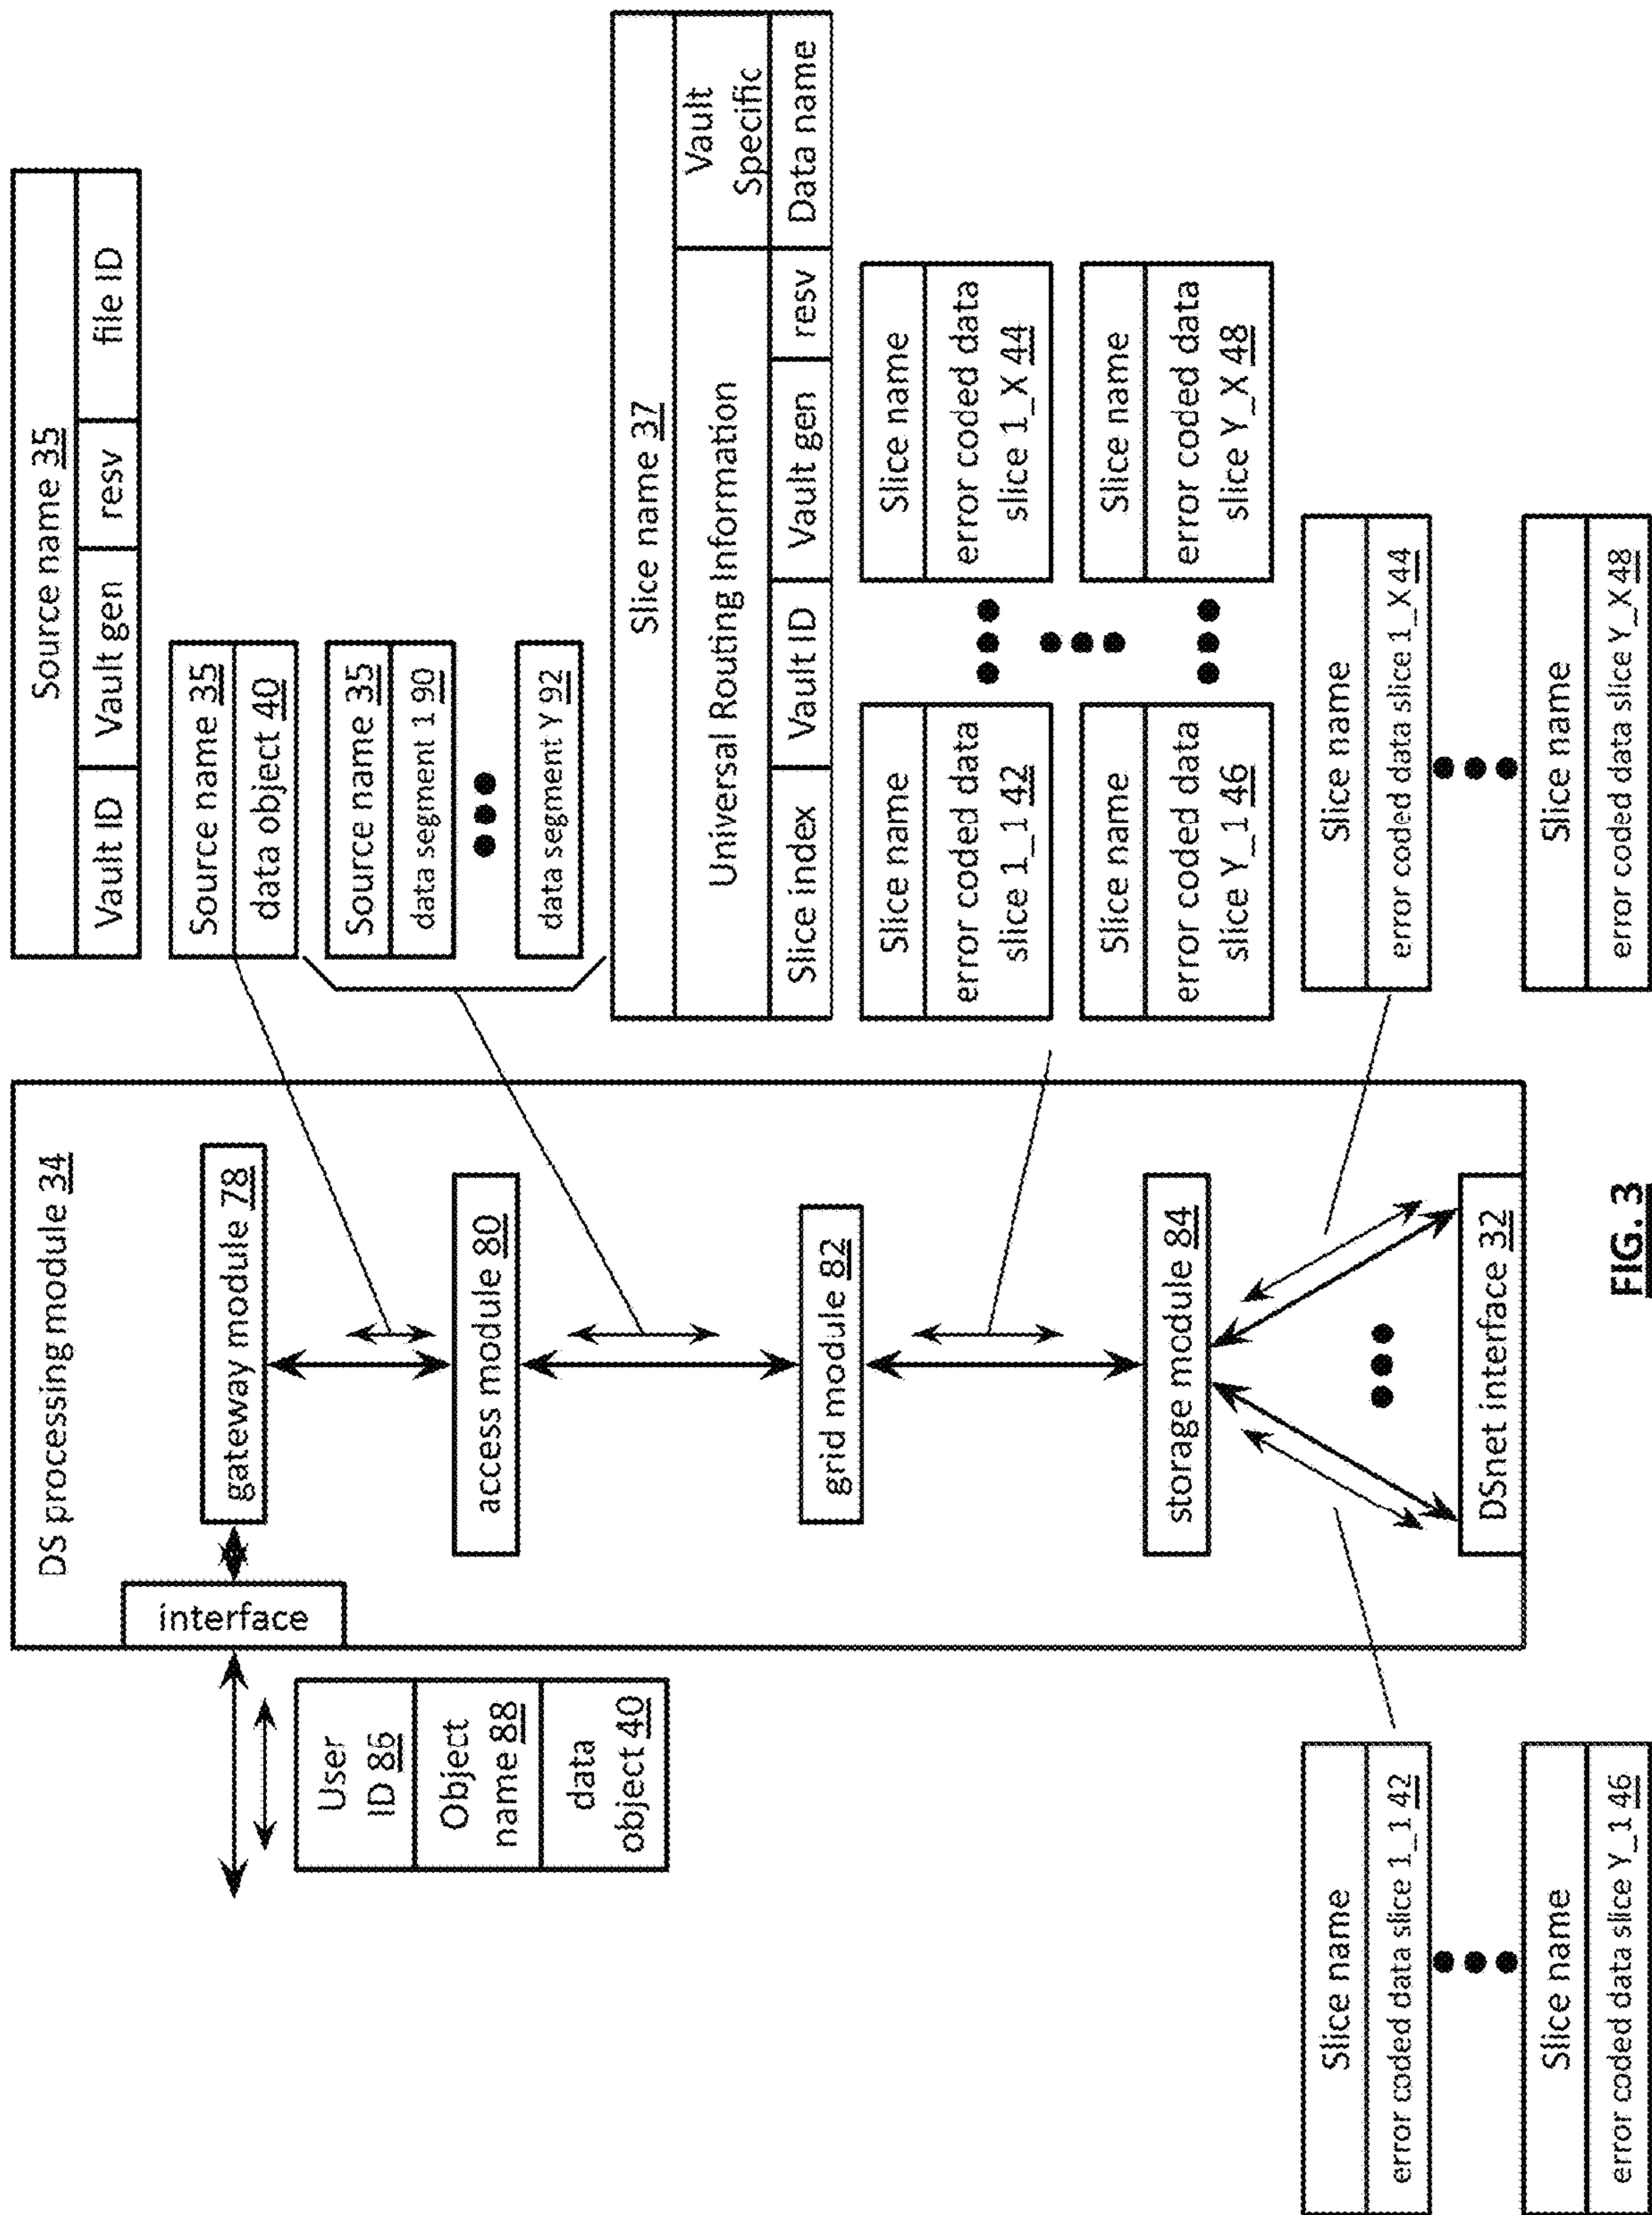 DS processing module 34
interface
gateway module 78
access module 80
grid module 82
storage module 84
DSnet interface 32
User
ID 86
Object
name 88
data
object 40
Source name 35
Vault ID
Vault gen
resv
file ID
Source name 35
data object 40
Source name 35
data segment 1 90
data segment Y 92
Slice name 37
Universal Routing Information
Vault
Specific
Slice index
Vault ID
Vault gen
resv
Data name
Slice name
error coded data
slice 1_1 42
Slice name
error coded data
slice 1_X 44
Slice name
error coded data
slice Y_1 46
Slice name
error coded data
slice Y_X 48
Slice name
error coded data slice 1_1 42
Slice name
error coded data slice Y_1 46
Slice name
error coded data slice 1_X 44
Slice name
error coded data slice Y_X 48
FIG. 3